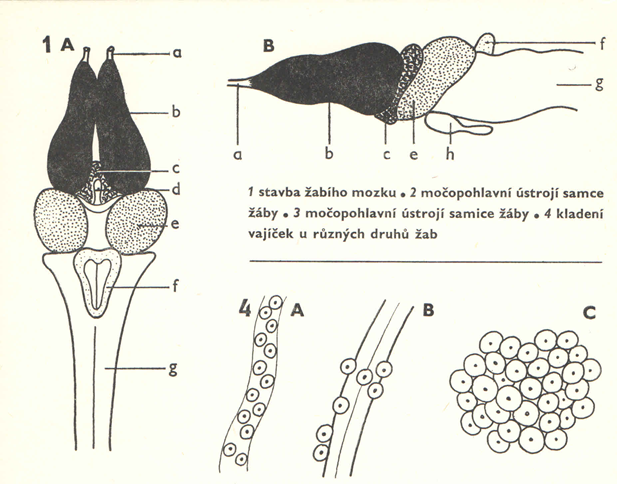 1 A
B
a
b
c
d
e
f
g
a
b
c
e
h
f
g
1 stavba žabího mozku • 2 močopohlavní ústrojí samce
žáby • 3 močopohlavní ústrojí samice žáby • 4 kladení
vajíček u různých druhů žab
4 A
B
C